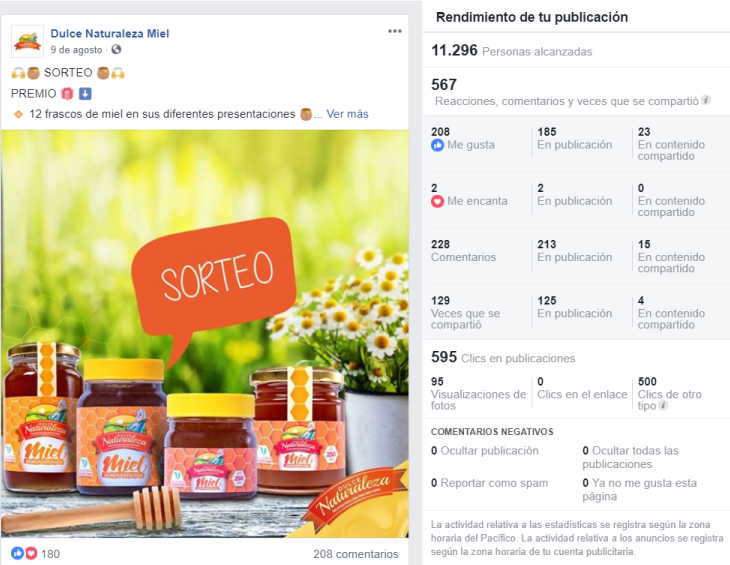 Dulce Naturaleza Miel
9 de agosto ·
SORTEO
PREMIO
12 frascos de miel en sus diferentes presentaciones ... Ver más
SORTEO
Naturaleza
Miel
Naturaleza
Miel
Naturaleza
Miel
250
Naturaleza
Miel
250
DULCE
Naturaleza
180
208 comentarios
Rendimiento de tu publicación
11.296 Personas alcanzadas
567
Reacciones, comentarios y veces que se compartió
208
Me gusta
185
En publicación
23
En contenido
compartido
2
Me encanta
2
En publicación
0
En contenido
compartido
228
Comentarios
213
En publicación
15
En contenido
compartido
129
Veces que se
compartió
125
En publicación
4
En contenido
compartido
595 Clics en publicaciones
95
Visualizaciones de
fotos
0
Clics en el enlace
500
Clics de otro
tipo
COMENTARIOS NEGATIVOS
0 Ocultar publicación
0 Ocultar todas las
publicaciones
0 Reportar como spam
0 Ya no me gusta esta
página
La actividad relativa a las estadísticas se registra según la zona
horaria del Pacífico. La actividad relativa a los anuncios se registra
según la zona horaria de tu cuenta publicitaria.